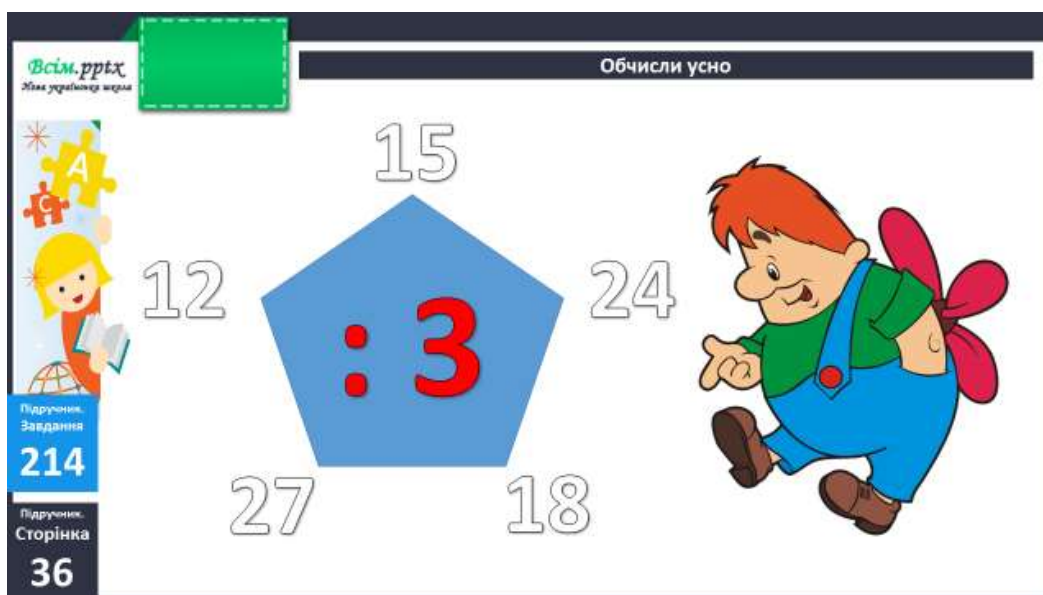 Всім.pptx
Нова українська школа
Обчисли усно
А
С
15
12
24
: 3
27
18
Підручник.
Завдання
214
Підручник.
Сторінка
36